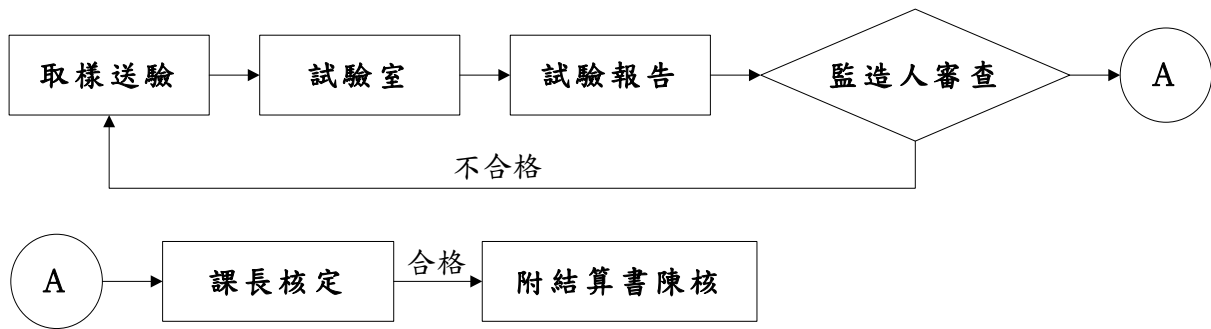 取樣送驗
試驗室
試驗報告
監造人審查
A
不合格
A
課長核定
合格
附結算書陳核